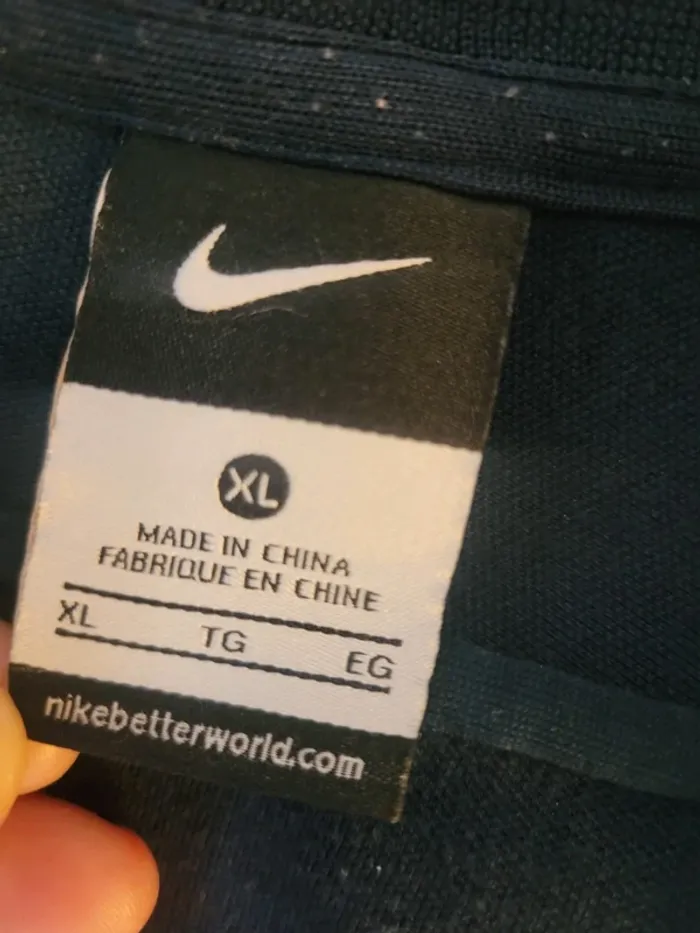 XL
MADE IN CHINA
FABRIQUE EN CHINE
XL TG EG
nikebetterworld.com